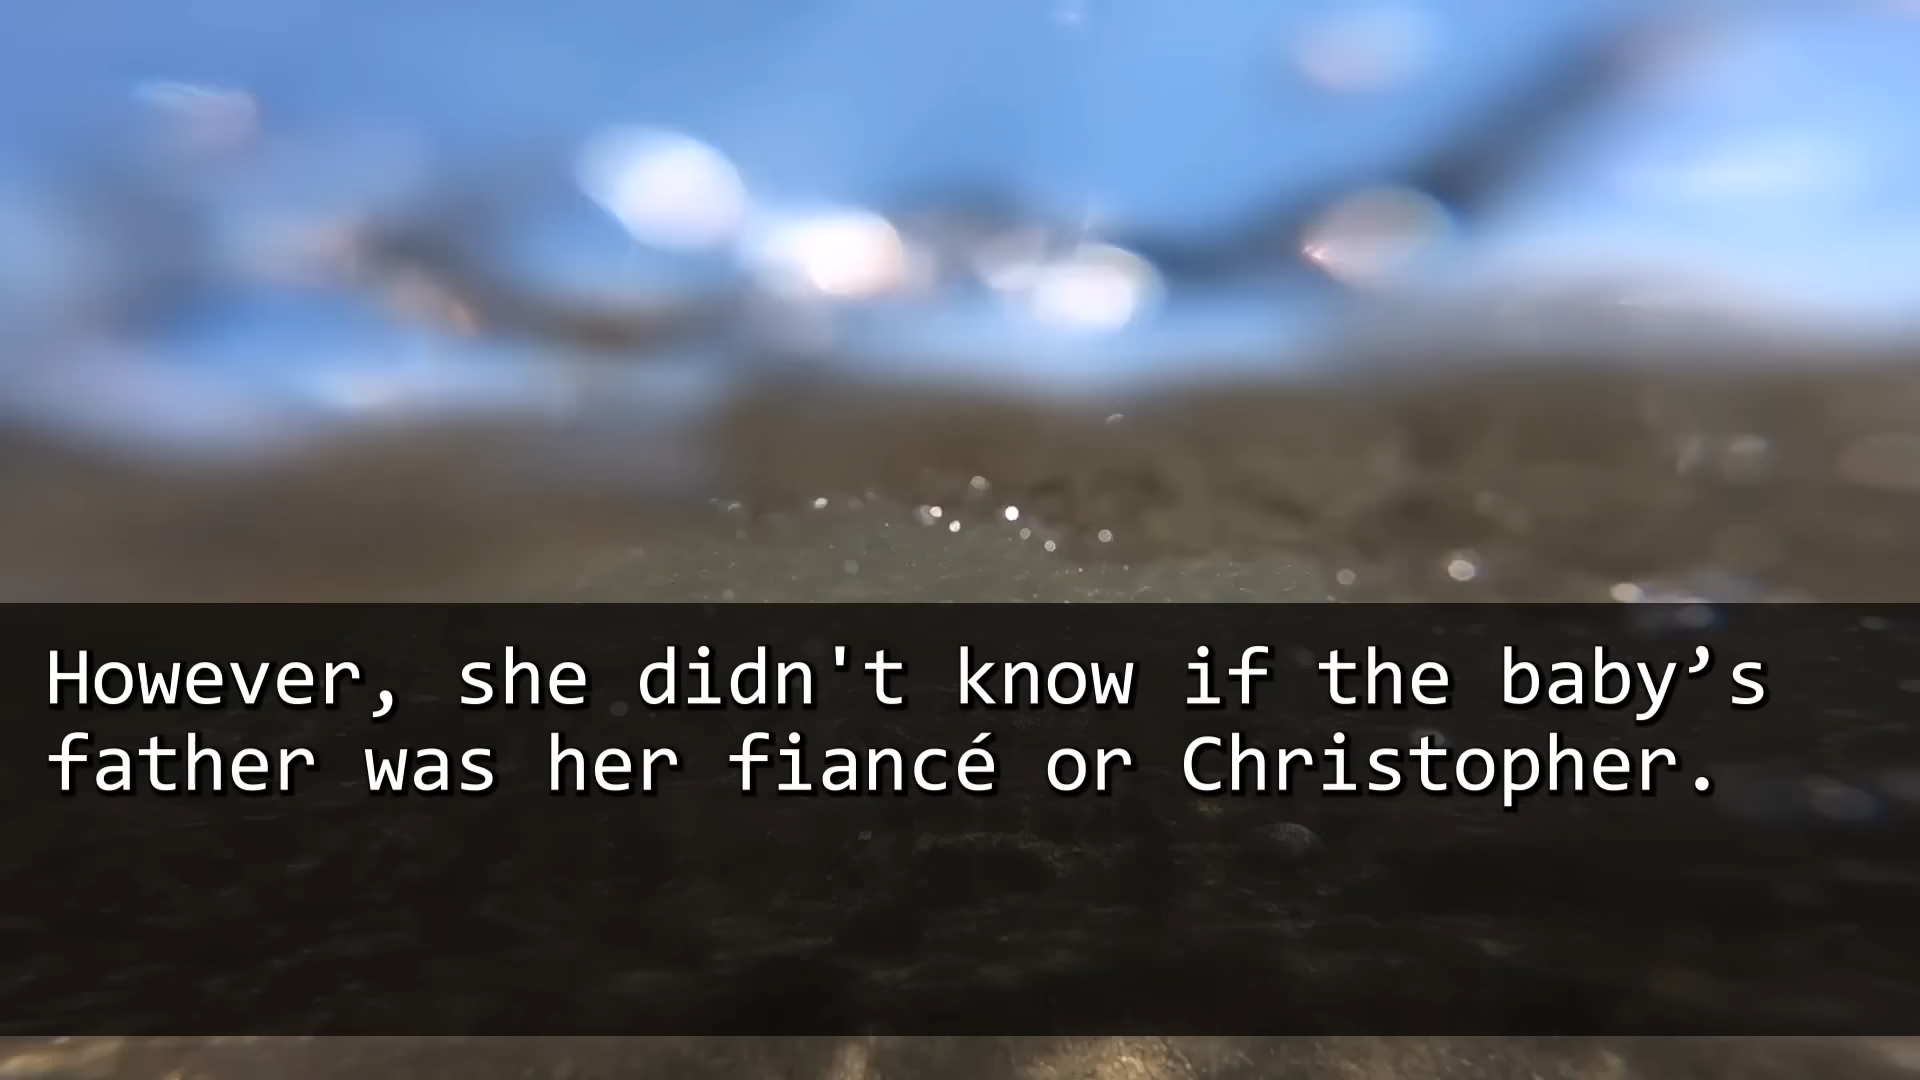 However, she didn't know if the baby’s
father was her fiancé or Christopher.